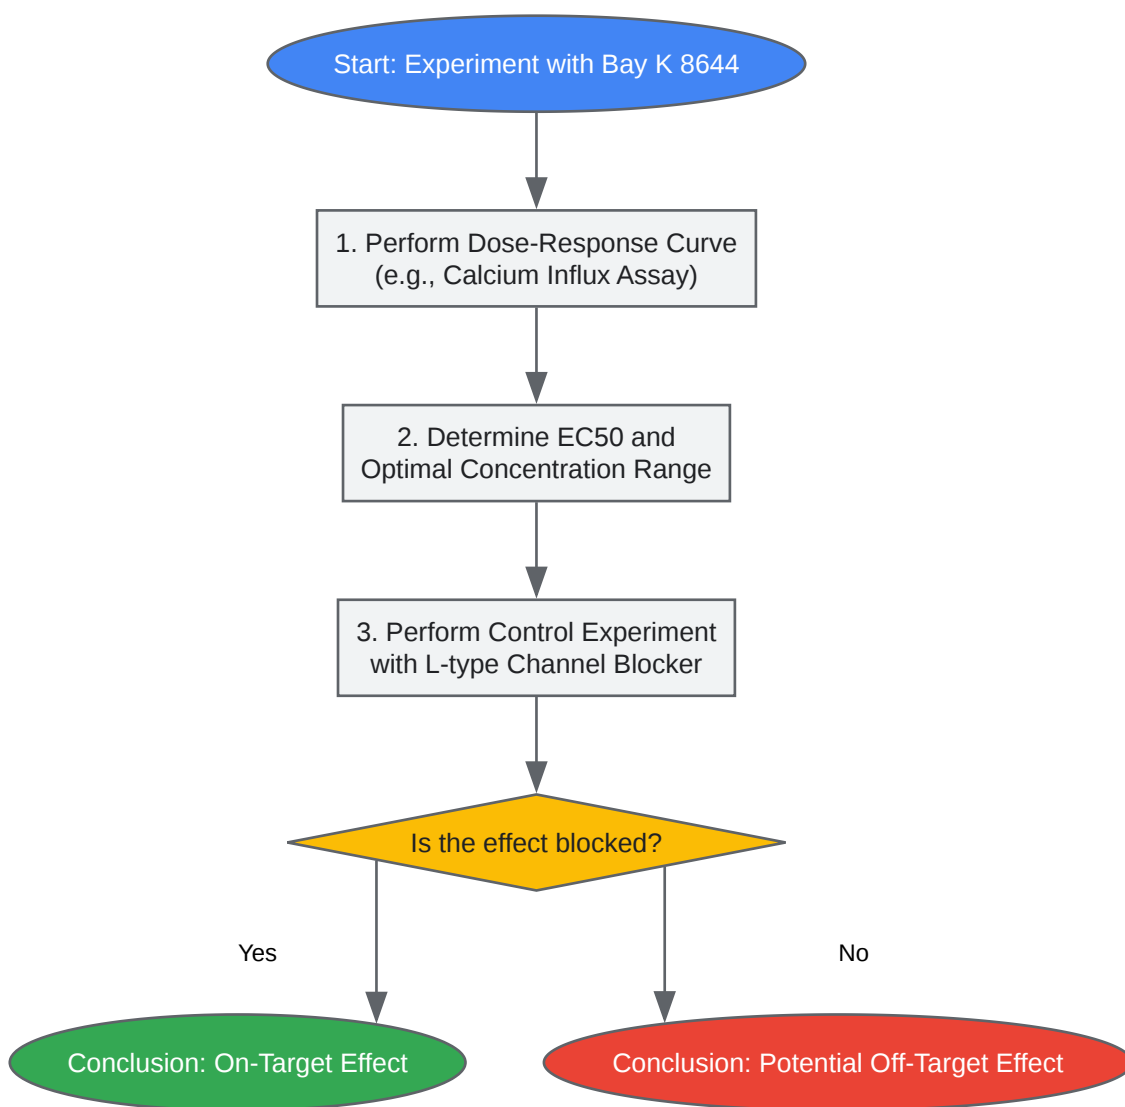 Start: Experiment with Bay K 8644
1. Perform Dose-Response Curve
(e.g., Calcium Influx Assay)
2. Determine EC50 and
Optimal Concentration Range
3. Perform Control Experiment
with L-type Channel Blocker
Is the effect blocked?
Yes
No
Conclusion: On-Target Effect
Conclusion: Potential Off-Target Effect